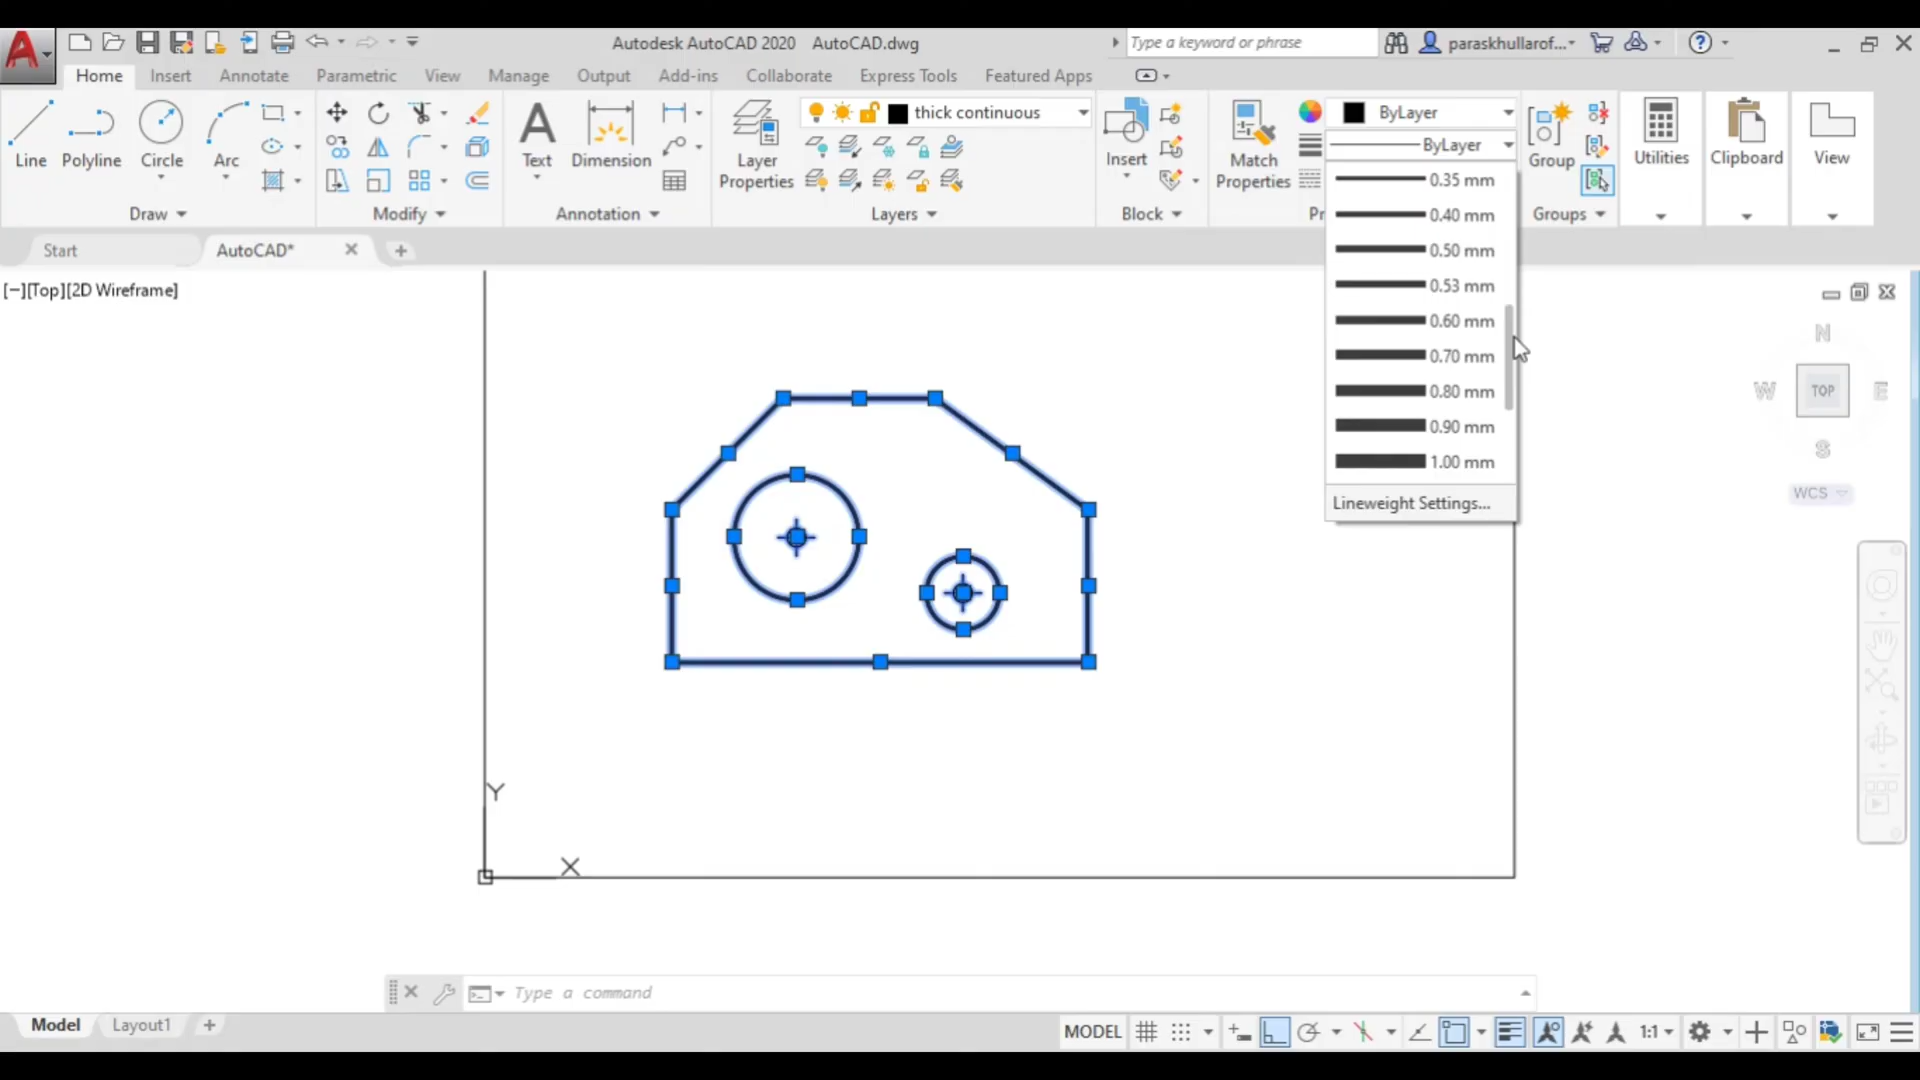 Autodesk AutoCAD 2020 AutoCAD.dwg
Type a keyword or phrase
paraskhullarof...
Home Insert Annotate Parametric View Manage Output Add-ins Collaborate Express Tools Featured Apps
thick continuous
ByLayer
ByLayer
Line Polyline Circle Arc
Text Dimension
Layer
Properties
Insert
Match
Properties
Group
Utilities Clipboard View
Draw Modify Annotation Layers Block Pr Groups
Start AutoCAD*
0.35 mm
0.40 mm
0.50 mm
0.53 mm
0.60 mm
0.70 mm
0.80 mm
0.90 mm
1.00 mm
Lineweight Settings...
[−][Top][2D Wireframe]
N
W TOP E
S
WCS
Y
X
Type a command
Model Layout1
MODEL
1:1